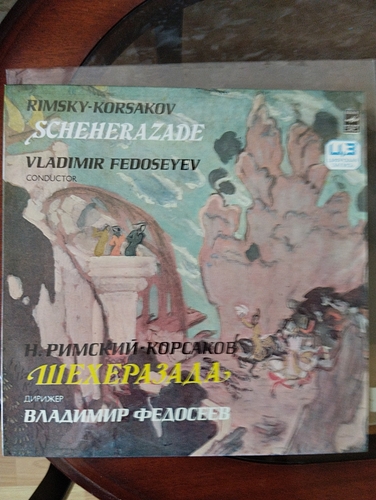 RIMSKY-KORSAKOV
SCHEHERAZADE
VLADIMIR FEDOSEYEV
CONDUCTOR
Н. РИМСКИЙ-КОРСАКОВ
«ШЕХЕРАЗАДА»
ДИРИЖЕР
ВЛАДИМИР ФЕДОСЕЕВ